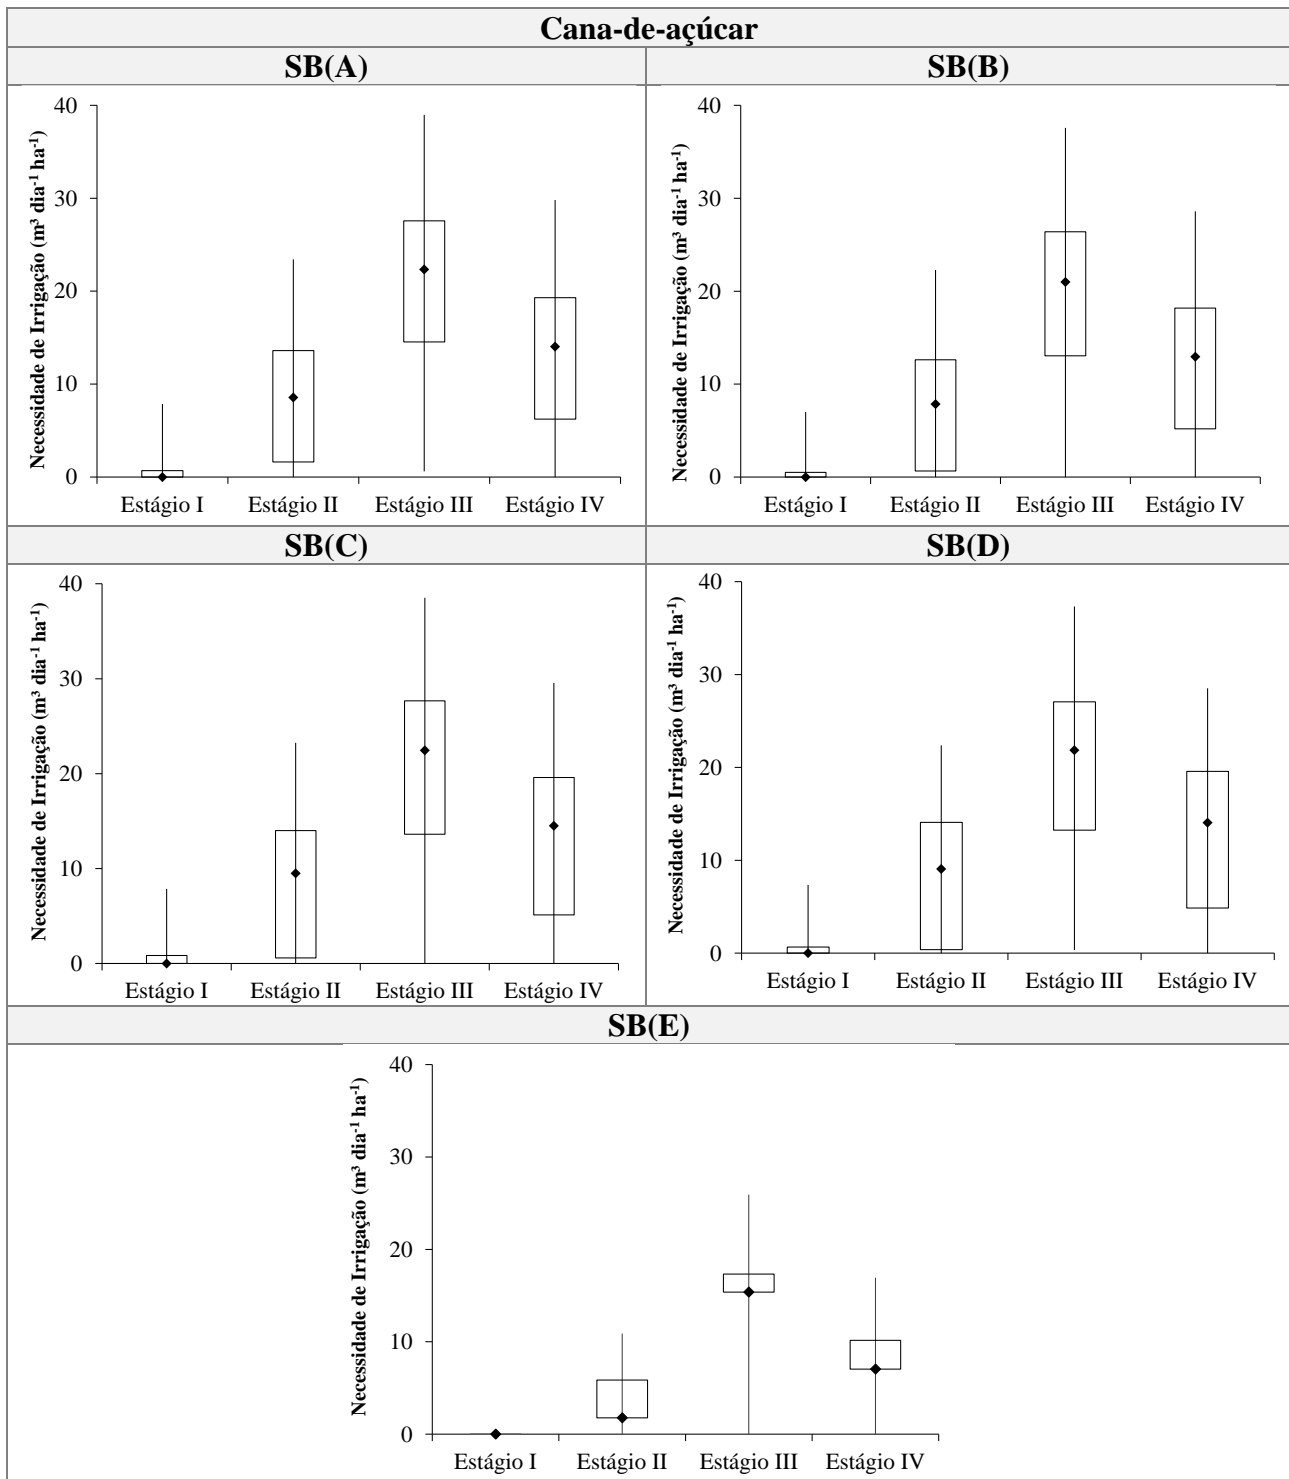 Cana-de-açúcar
SB(A)
SB(B)
Necessidade de Irrigação (m³ dia⁻¹ ha⁻¹)
40
30
20
10
0
Estágio I Estágio II Estágio III Estágio IV
Necessidade de Irrigação (m³ dia⁻¹ ha⁻¹)
40
30
20
10
0
Estágio I Estágio II Estágio III Estágio IV
SB(C)
SB(D)
Necessidade de Irrigação (m³ dia⁻¹ ha⁻¹)
40
30
20
10
0
Estágio I Estágio II Estágio III Estágio IV
Necessidade de Irrigação (m³ dia⁻¹ ha⁻¹)
40
30
20
10
0
Estágio I Estágio II Estágio III Estágio IV
SB(E)
Necessidade de Irrigação (m³ dia⁻¹ ha⁻¹)
40
30
20
10
0
Estágio I Estágio II Estágio III Estágio IV